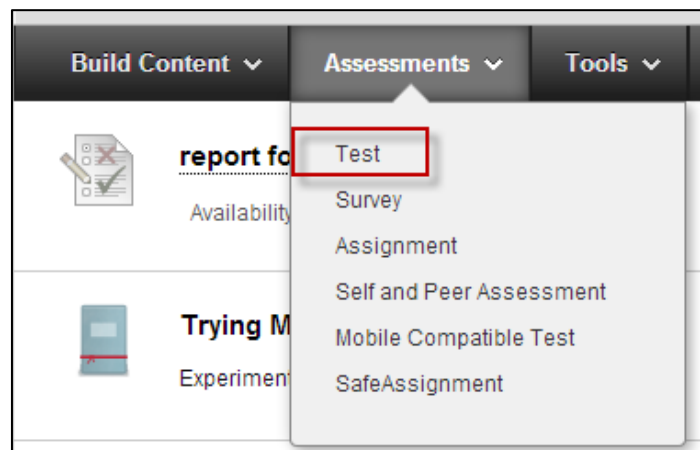 Build Content Assessments Tools
report fo
Test
Availability
Survey
Assignment
Self and Peer Assessment
Trying M
Mobile Compatible Test
Experimen
SafeAssignment